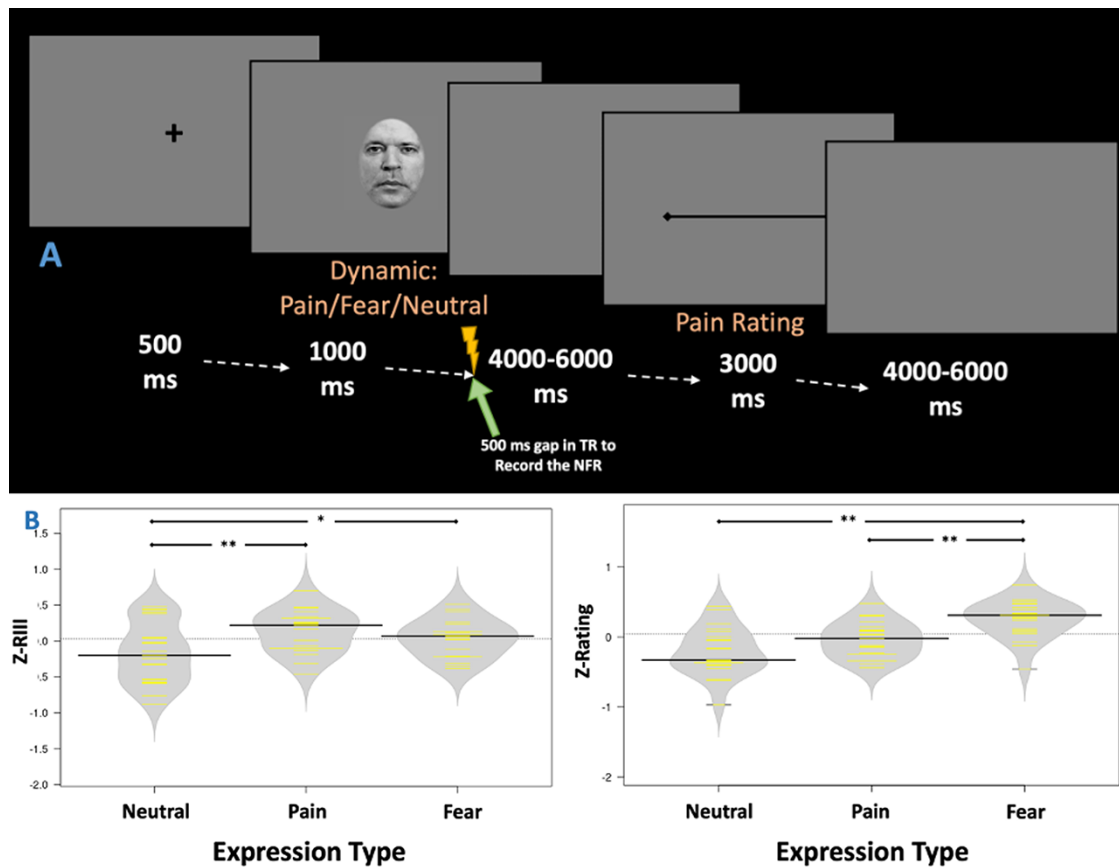 +
A
Dynamic:
Pain/Fear/Neutral
Pain Rating
500
ms
1000
ms
4000-6000
ms
3000
ms
4000-6000
ms
500 ms gap in TR to
Record the NFR
B
1.5
1.0
0.5
0.0
-0.5
-1.0
-1.5
-2.0
Z-RIII
*
**
Neutral
Pain
Fear
Expression Type
1
0
-1
-2
Z-Rating
**
**
Neutral
Pain
Fear
Expression Type